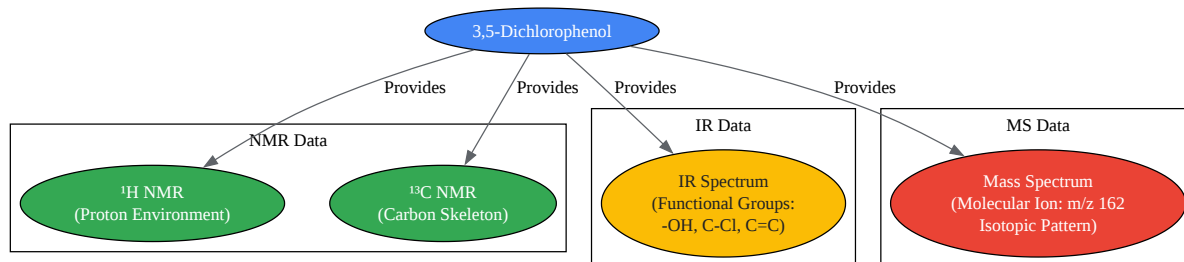 3,5-Dichlorophenol
Provides
Provides
Provides
Provides
NMR Data
IR Data
MS Data
¹H NMR
(Proton Environment)
¹³C NMR
(Carbon Skeleton)
IR Spectrum
(Functional Groups:
-OH, C-Cl, C=C)
Mass Spectrum
(Molecular Ion: m/z 162
Isotopic Pattern)